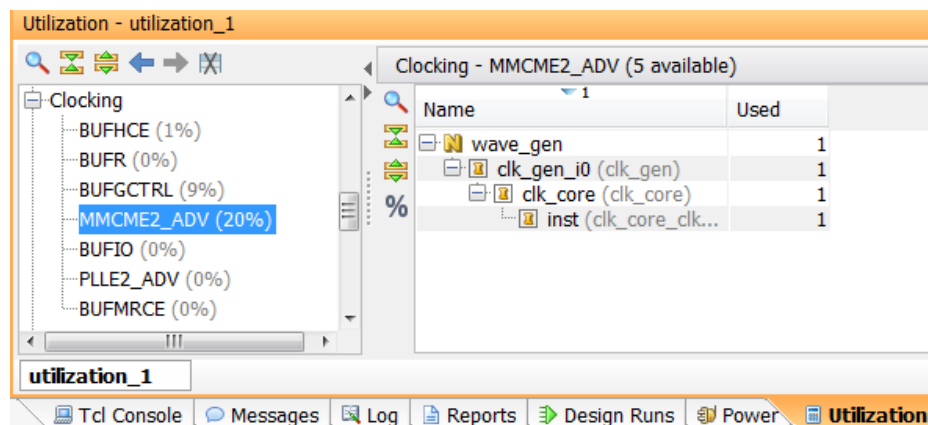 Utilization - utilization_1
Clocking - MMCME2_ADV (5 available)
Clocking
BUFHCE (1%)
BUFR (0%)
BUFGCTRL (9%)
MMCME2_ADV (20%)
BUFIO (0%)
PLLE2_ADV (0%)
BUFMRCE (0%)
%
1
Name Used
wave_gen 1
clk_gen_i0 (clk_gen) 1
clk_core (clk_core) 1
inst (clk_core_clk... 1
utilization_1
Tcl Console Messages Log Reports Design Runs Power Utilization